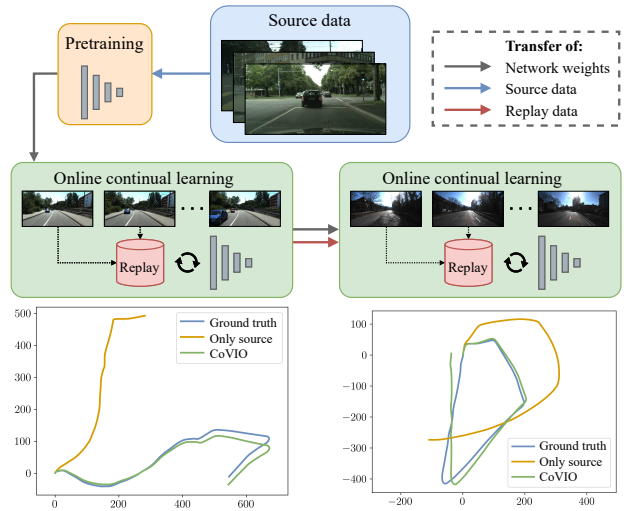 Pretraining
Source data
Transfer of:
Network weights
Source data
Replay data
Online continual learning
Replay
Online continual learning
Replay
500
400
300
200
100
0
0
200
400
600
Ground truth
Only source
CoVIO
100
0
−100
−200
−300
−400
−200
0
200
400
Ground truth
Only source
CoVIO